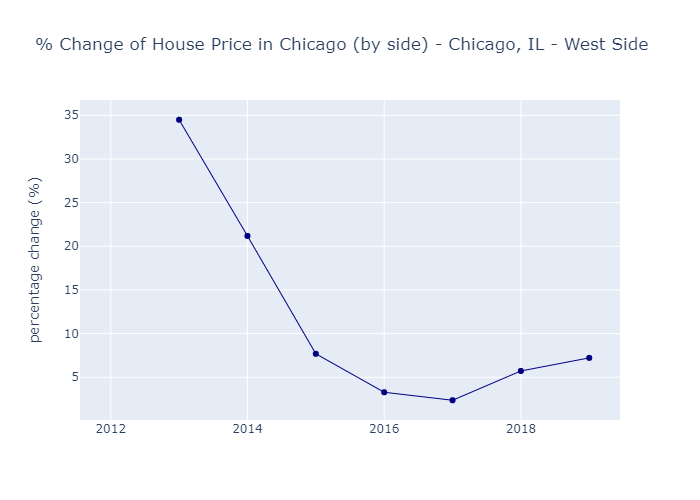 % Change of House Price in Chicago (by side) - Chicago, IL - West Side
percentage change (%)
35
30
25
20
15
10
5
2012 2014 2016 2018